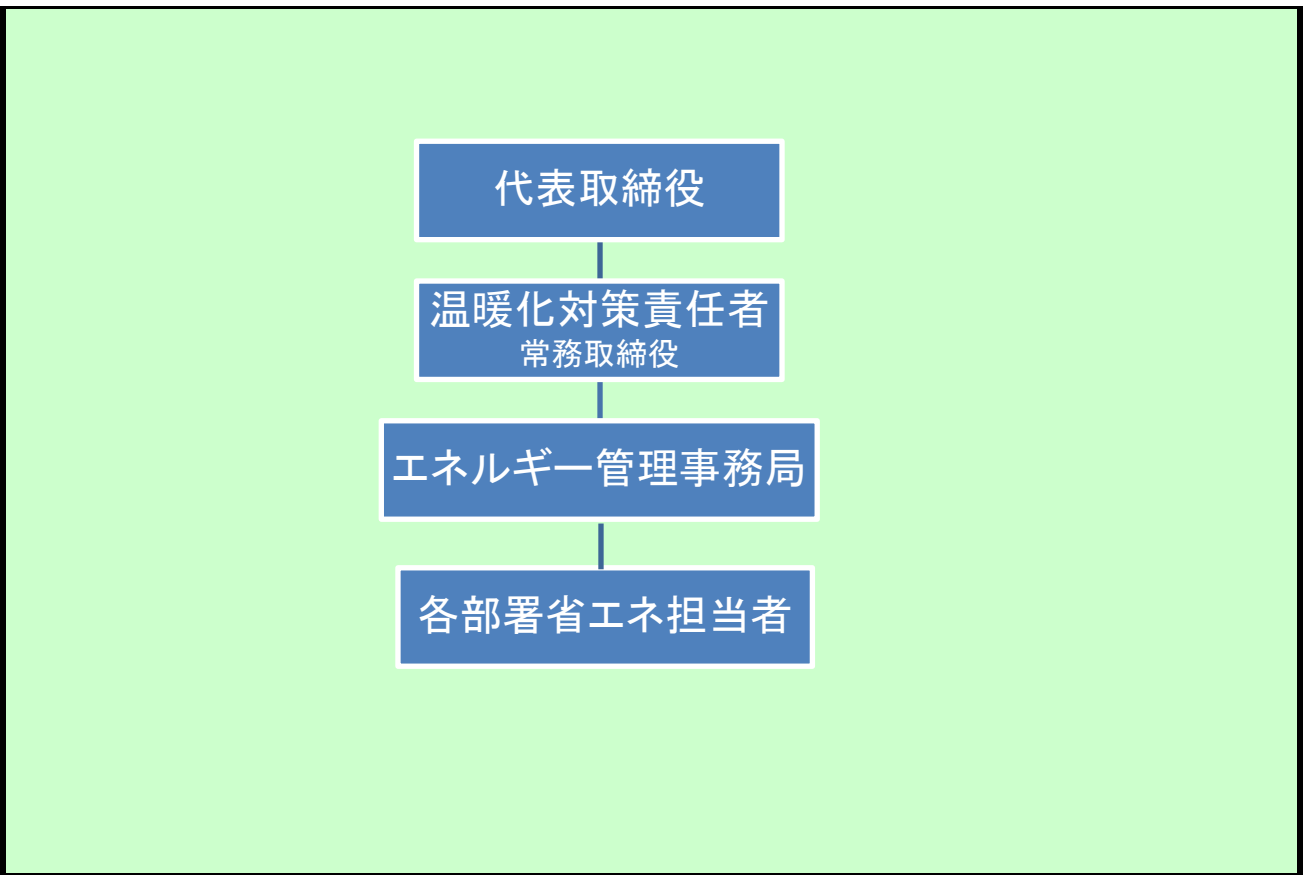 代表取締役
温暖化対策責任者
常務取締役
エネルギー管理事務局
各部署省エネ担当者